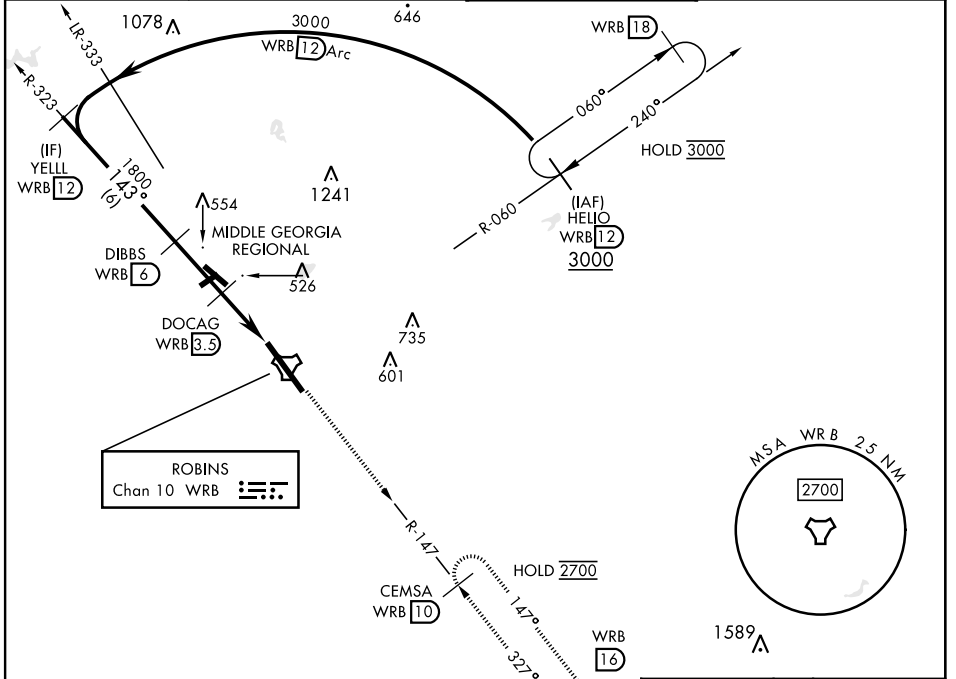 646
1078
3000
WRB 12 Arc
WRB 18
LR-333
R-323
060°
240°
HOLD 3000
(IF)
YELLL
WRB 12
1800
143°
(6)
1241
(IAF)
HELIO
WRB 12
3000
R-060
554
MIDDLE GEORGIA
REGIONAL
526
DIBBS
WRB 6
DOCAG
WRB 3.5
735
601
ROBINS
Chan 10 WRB
MSA WRB 25 NM
2700
R-147
HOLD 2700
CEMSA
WRB 10
147°
327°
WRB
16
1589